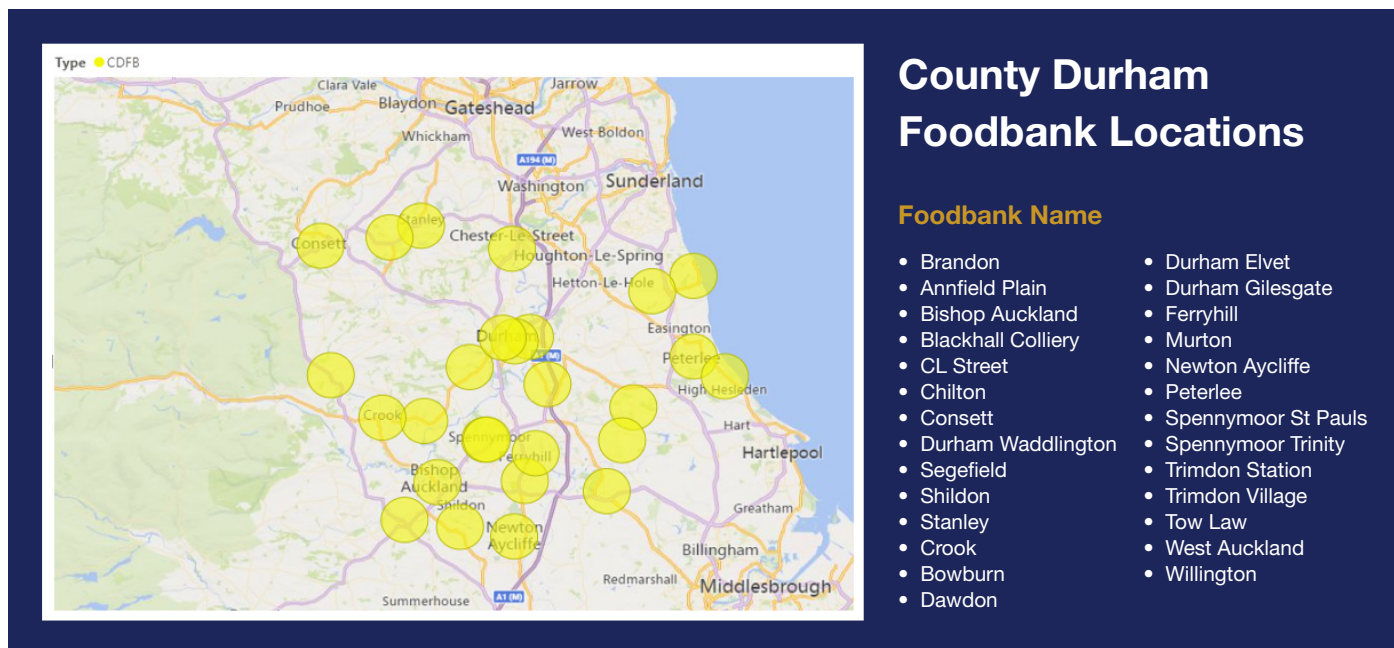 Type CDFB
Clara Vale
Jarrow
Prudhoe
Blaydon
Gateshead
Whickham
West Boldon
A194 (M)
Washington
Sunderland
Stanley
Consett
Chester-Le-Street
Houghton-Le-Spring
Hetton-Le-Hole
Easington
Durham
A1 (M)
Peterlee
High Hesleden
Crook
Hart
Spennymoor
Hartlepool
Ferryhill
Bishop
Auckland
Shildon
Greatham
Newton
Aycliffe
Billingham
Redmarshall
Middlesbrough
A1 (M)
Summerhouse
County Durham
Foodbank Locations
Foodbank Name
• Brandon
• Annfield Plain
• Bishop Auckland
• Blackhall Colliery
• CL Street
• Chilton
• Consett
• Durham Waddlington
• Segefield
• Shildon
• Stanley
• Crook
• Bowburn
• Dawdon
• Durham Elvet
• Durham Gilesgate
• Ferryhill
• Murton
• Newton Aycliffe
• Peterlee
• Spennymoor St Pauls
• Spennymoor Trinity
• Trimdon Station
• Trimdon Village
• Tow Law
• West Auckland
• Willington